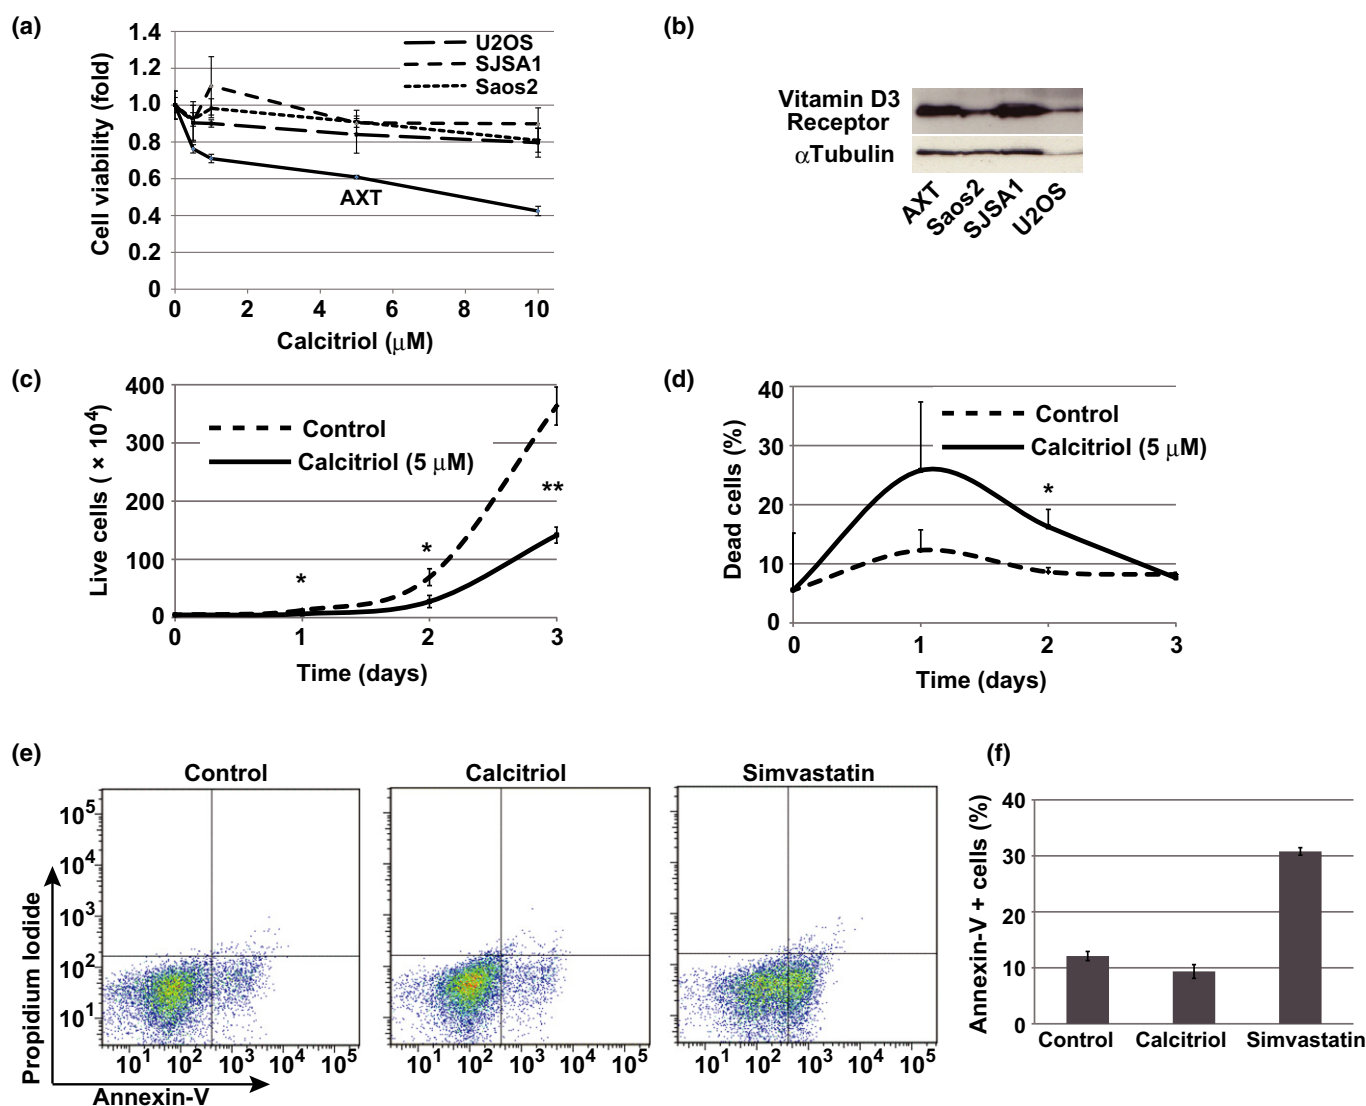 (a)
1.4
1.2
1.0
0.8
0.6
0.4
0.2
0
Cell viability (fold)
U2OS
SJSA1
Saos2
AXT
0 2 4 6 8 10
Calcitriol (μM)
(b)
Vitamin D3
Receptor
αTubulin
AXT
Saos2
SJSA1
U2OS
(c)
400
300
200
100
0
Live cells ( × 10⁴)
Control
Calcitriol (5 μM)
*
*
**
0 1 2 3
Time (days)
(d)
40
30
20
10
0
Dead cells (%)
Control
Calcitriol (5 μM)
*
0 1 2 3
Time (days)
(e)
Control
Calcitriol
Simvastatin
10⁵
10⁴
10³
10²
10¹
Propidium Iodide
10¹ 10² 10³ 10⁴ 10⁵
10¹ 10² 10³ 10⁴ 10⁵
10¹ 10² 10³ 10⁴ 10⁵
Annexin-V
(f)
40
30
20
10
0
Annexin-V + cells (%)
Control Calcitriol Simvastatin